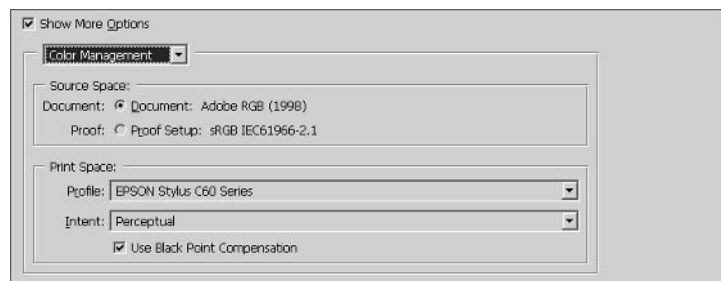 Show More Options
Color Management
Source Space:
Document: Document: Adobe RGB (1998)
Proof: Proof Setup: sRGB IEC61966-2.1
Print Space:
Profile: EPSON Stylus C60 Series
Intent: Perceptual
Use Black Point Compensation